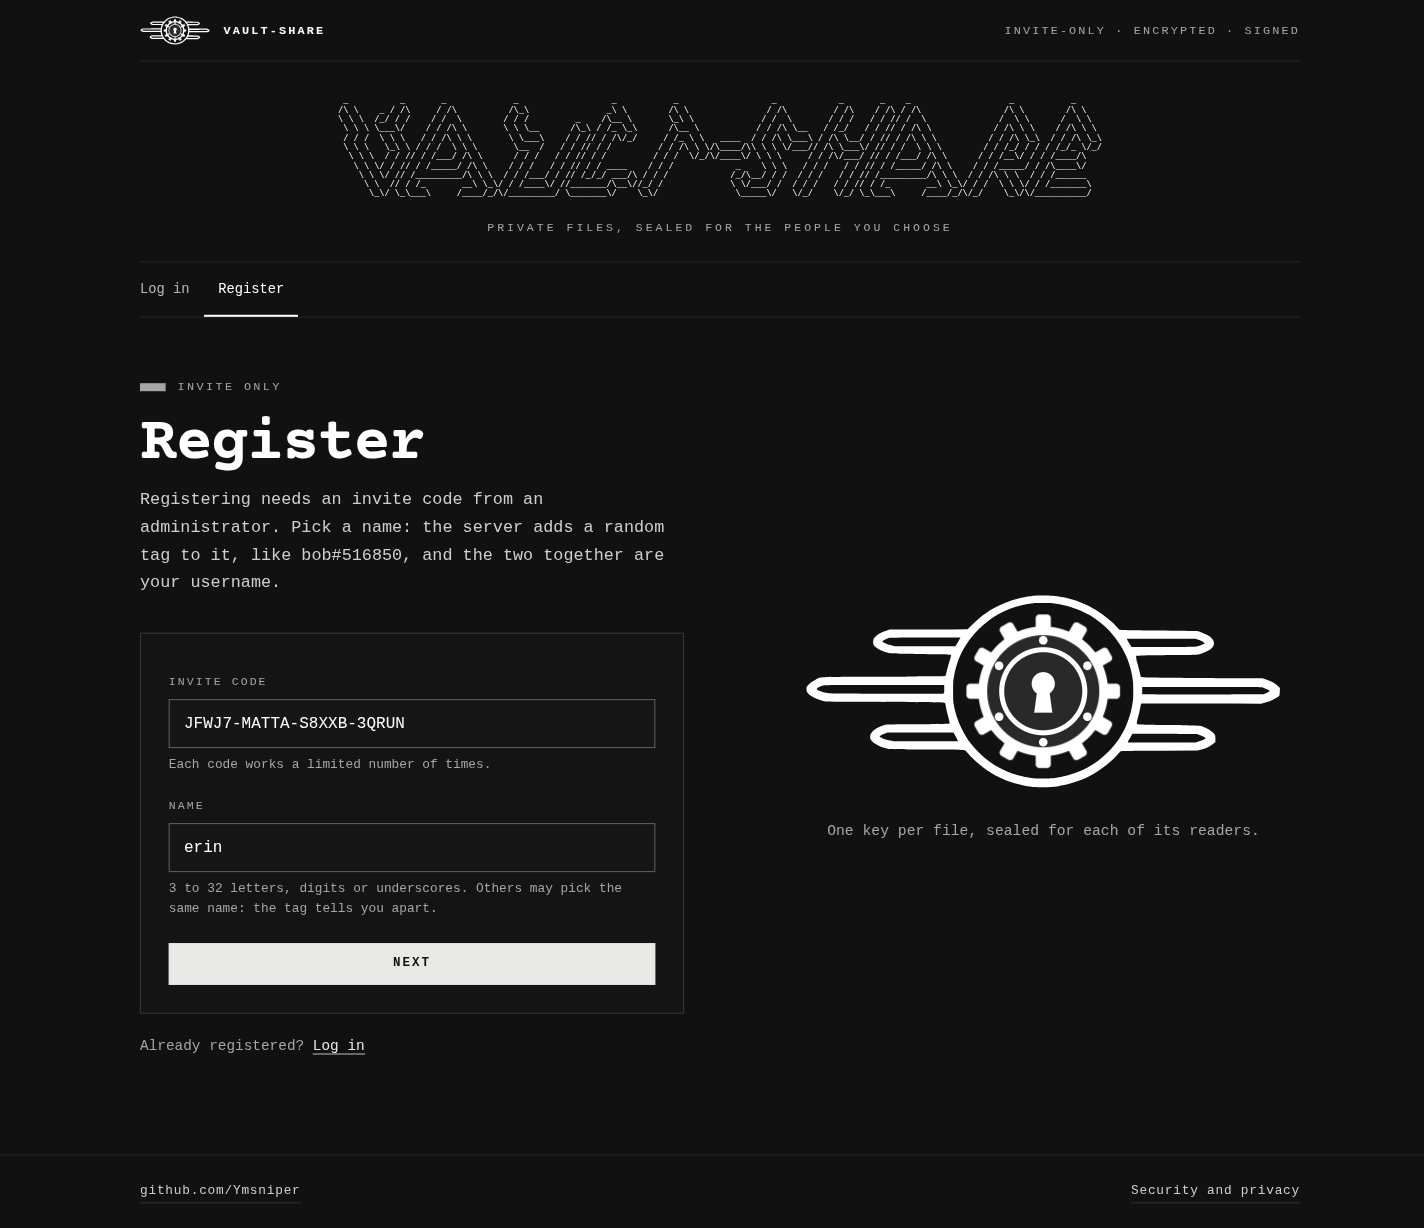 VAULT-SHARE
INVITE-ONLY · ENCRYPTED · SIGNED
VAULT-SHARE
PRIVATE FILES, SEALED FOR THE PEOPLE YOU CHOOSE
Log in
Register
INVITE ONLY
Register
Registering needs an invite code from an
administrator. Pick a name: the server adds a random
tag to it, like bob#516850, and the two together are
your username.
INVITE CODE
JFWJ7-MATTA-S8XXB-3QRUN
Each code works a limited number of times.
NAME
erin
3 to 32 letters, digits or underscores. Others may pick the
same name: the tag tells you apart.
NEXT
Already registered? Log in
One key per file, sealed for each of its readers.
github.com/Ymsniper
Security and privacy